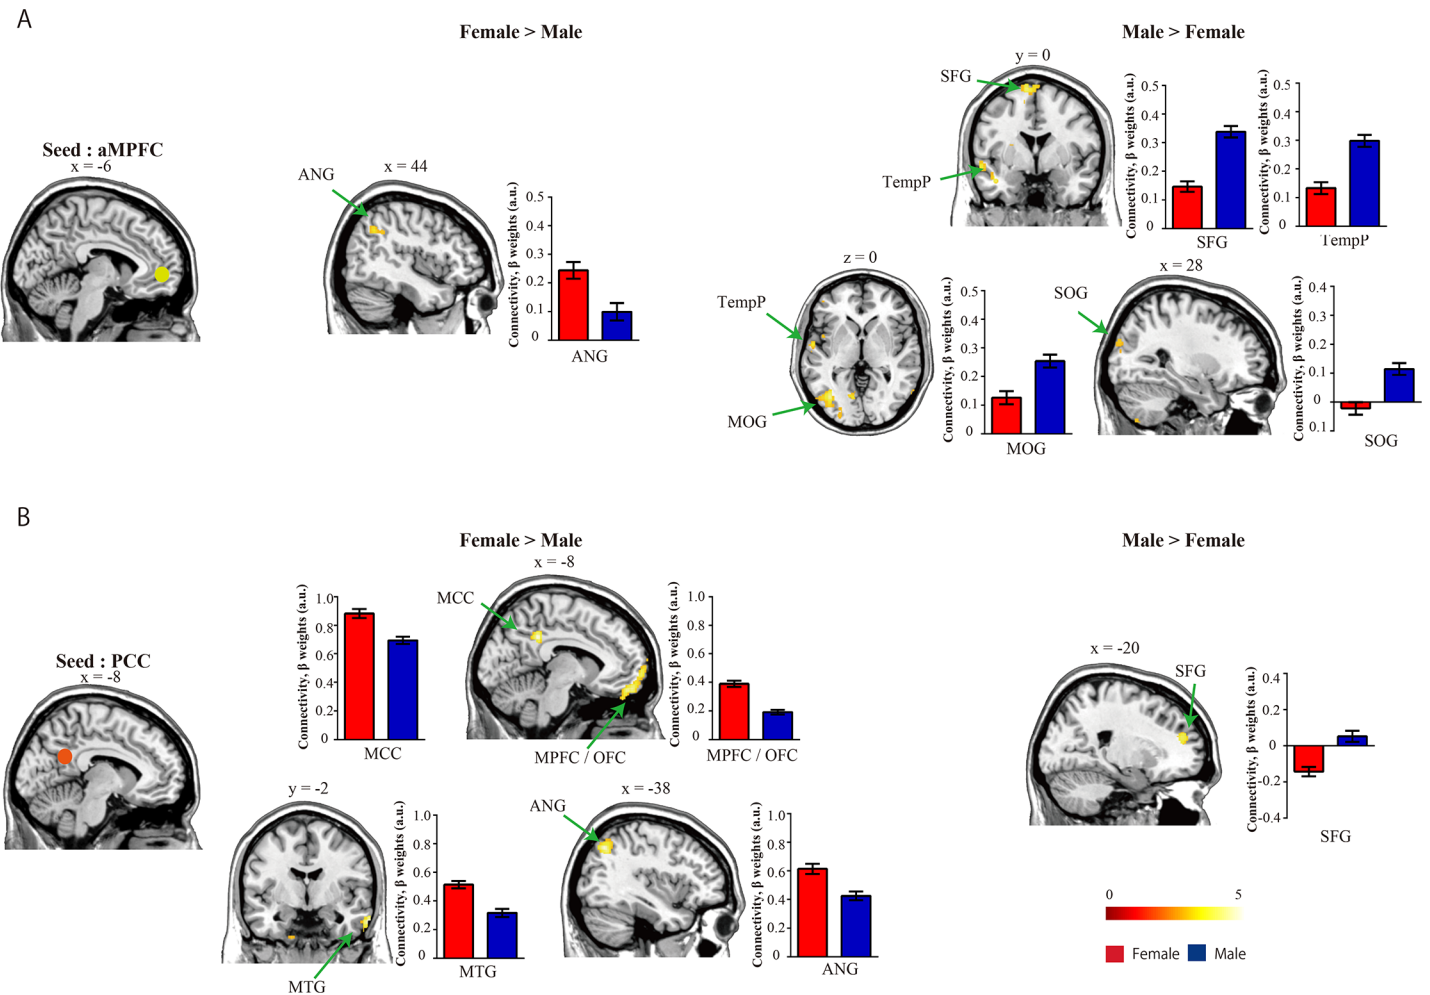 A
Female > Male
Male > Female
Seed : aMPFC
x = -6
ANG
x = 44
Connectivity, β weights (a.u.)
0.5
0.4
0.3
0.2
0.1
0
ANG
y = 0
SFG
TempP
Connectivity, β weights (a.u.)
0.5
0.4
0.3
0.2
0.1
0
SFG
Connectivity, β weights (a.u.)
0.5
0.4
0.3
0.2
0.1
0
TempP
z = 0
TempP
MOG
Connectivity, β weights (a.u.)
0.5
0.4
0.3
0.2
0.1
0
MOG
x = 28
SOG
Connectivity, β weights (a.u.)
0.4
0.3
0.2
0.1
0
0.1
SOG
B
Female > Male
Male > Female
Seed : PCC
x = -8
Connectivity, β weights (a.u.)
1.0
0.8
0.6
0.4
0.2
0
MCC
x = -8
MCC
MPFC / OFC
Connectivity, β weights (a.u.)
1.0
0.8
0.6
0.4
0.2
0
MPFC / OFC
y = -2
MTG
Connectivity, β weights (a.u.)
1.0
0.8
0.6
0.4
0.2
0
MTG
x = -38
ANG
Connectivity, β weights (a.u.)
1.0
0.8
0.6
0.4
0.2
0
ANG
x = -20
SFG
Connectivity, β weights (a.u.)
0.4
0.2
0
-0.2
-0.4
SFG
0 5
Female Male